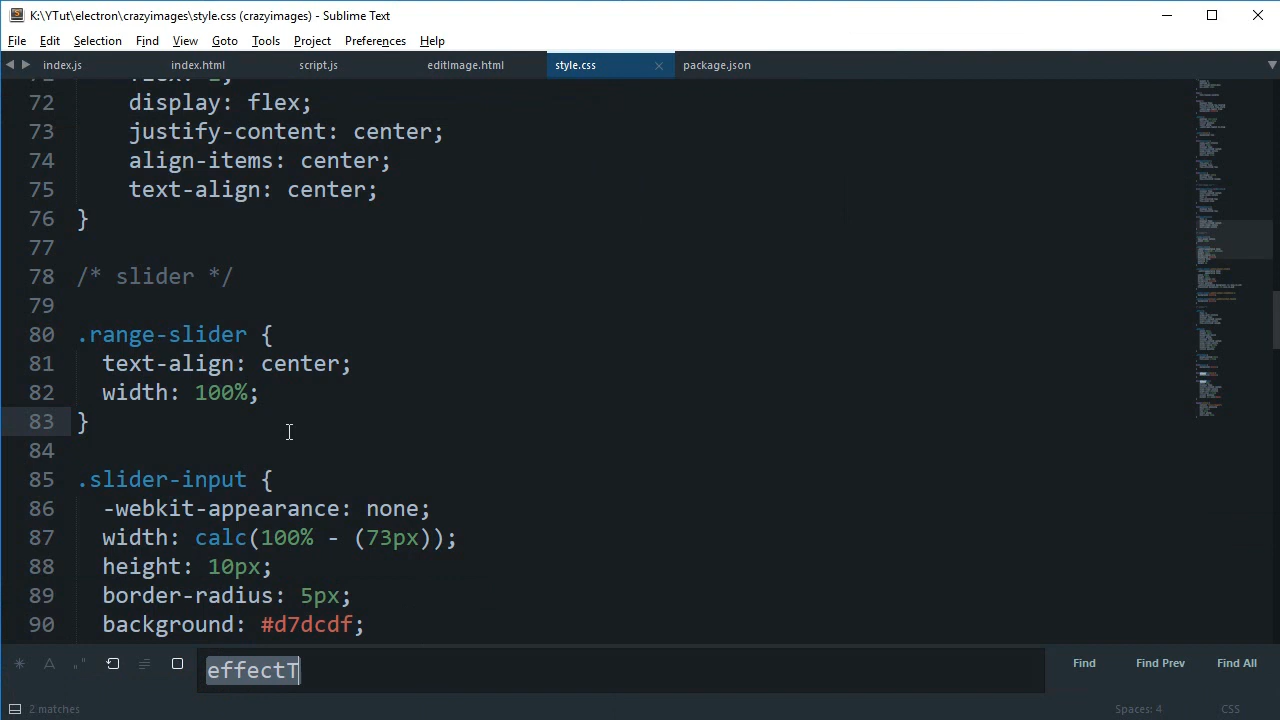 K:\YTut\electron\crazyimages\style.css (crazyimages) - Sublime Text
File Edit Selection Find View Goto Tools Project Preferences Help
index.js index.html script.js editImage.html style.css package.json
72 display: flex;
73 justify-content: center;
74 align-items: center;
75 text-align: center;
76 }
77
78 /* slider */
79
80 .range-slider {
81 text-align: center;
82 width: 100%;
83 }
84
85 .slider-input {
86 -webkit-appearance: none;
87 width: calc(100% - (73px));
88 height: 10px;
89 border-radius: 5px;
90 background: #d7dcdf;
effectT Find Find Prev Find All
2 matches Spaces: 4 CSS